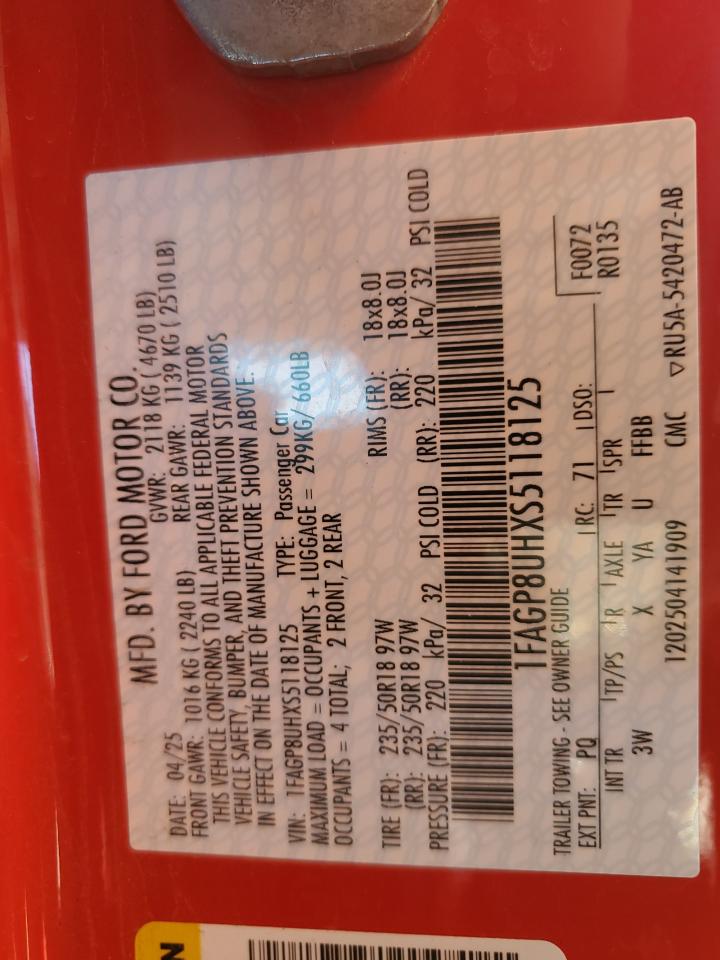 MFD. BY FORD MOTOR CO.
DATE: 04/25 GVWR: 2118 KG ( 4670 LB)
FRONT GAWR: 1016 KG ( 2240 LB) REAR GAWR: 1139 KG ( 2510 LB)
THIS VEHICLE CONFORMS TO ALL APPLICABLE FEDERAL MOTOR
VEHICLE SAFETY, BUMPER, AND THEFT PREVENTION STANDARDS
IN EFFECT ON THE DATE OF MANUFACTURE SHOWN ABOVE.
VIN: 1FAGP8UHXS5118125 TYPE: Passenger Car
MAXIMUM LOAD = OCCUPANTS + LUGGAGE = 299KG/ 660LB
OCCUPANTS = 4 TOTAL; 2 FRONT, 2 REAR
TIRE (FR): 235/50R18 97W RIMS (FR): 18x8.0J
(RR): 235/50R18 97W (RR): 18x8.0J
PRESSURE (FR): 220 kPa/ 32 PSI COLD (RR): 220 kPa/ 32 PSI COLD
1FAGP8UHXS5118125
TRAILER TOWING - SEE OWNER GUIDE F0072
EXT PNT: PQ RC: 71 DSO: R0135
INT TR TP/PS R AXLE TR SPR
3W X YA U FFBB
1202504141909 CMC ▽RU5A-5420472-AB
N